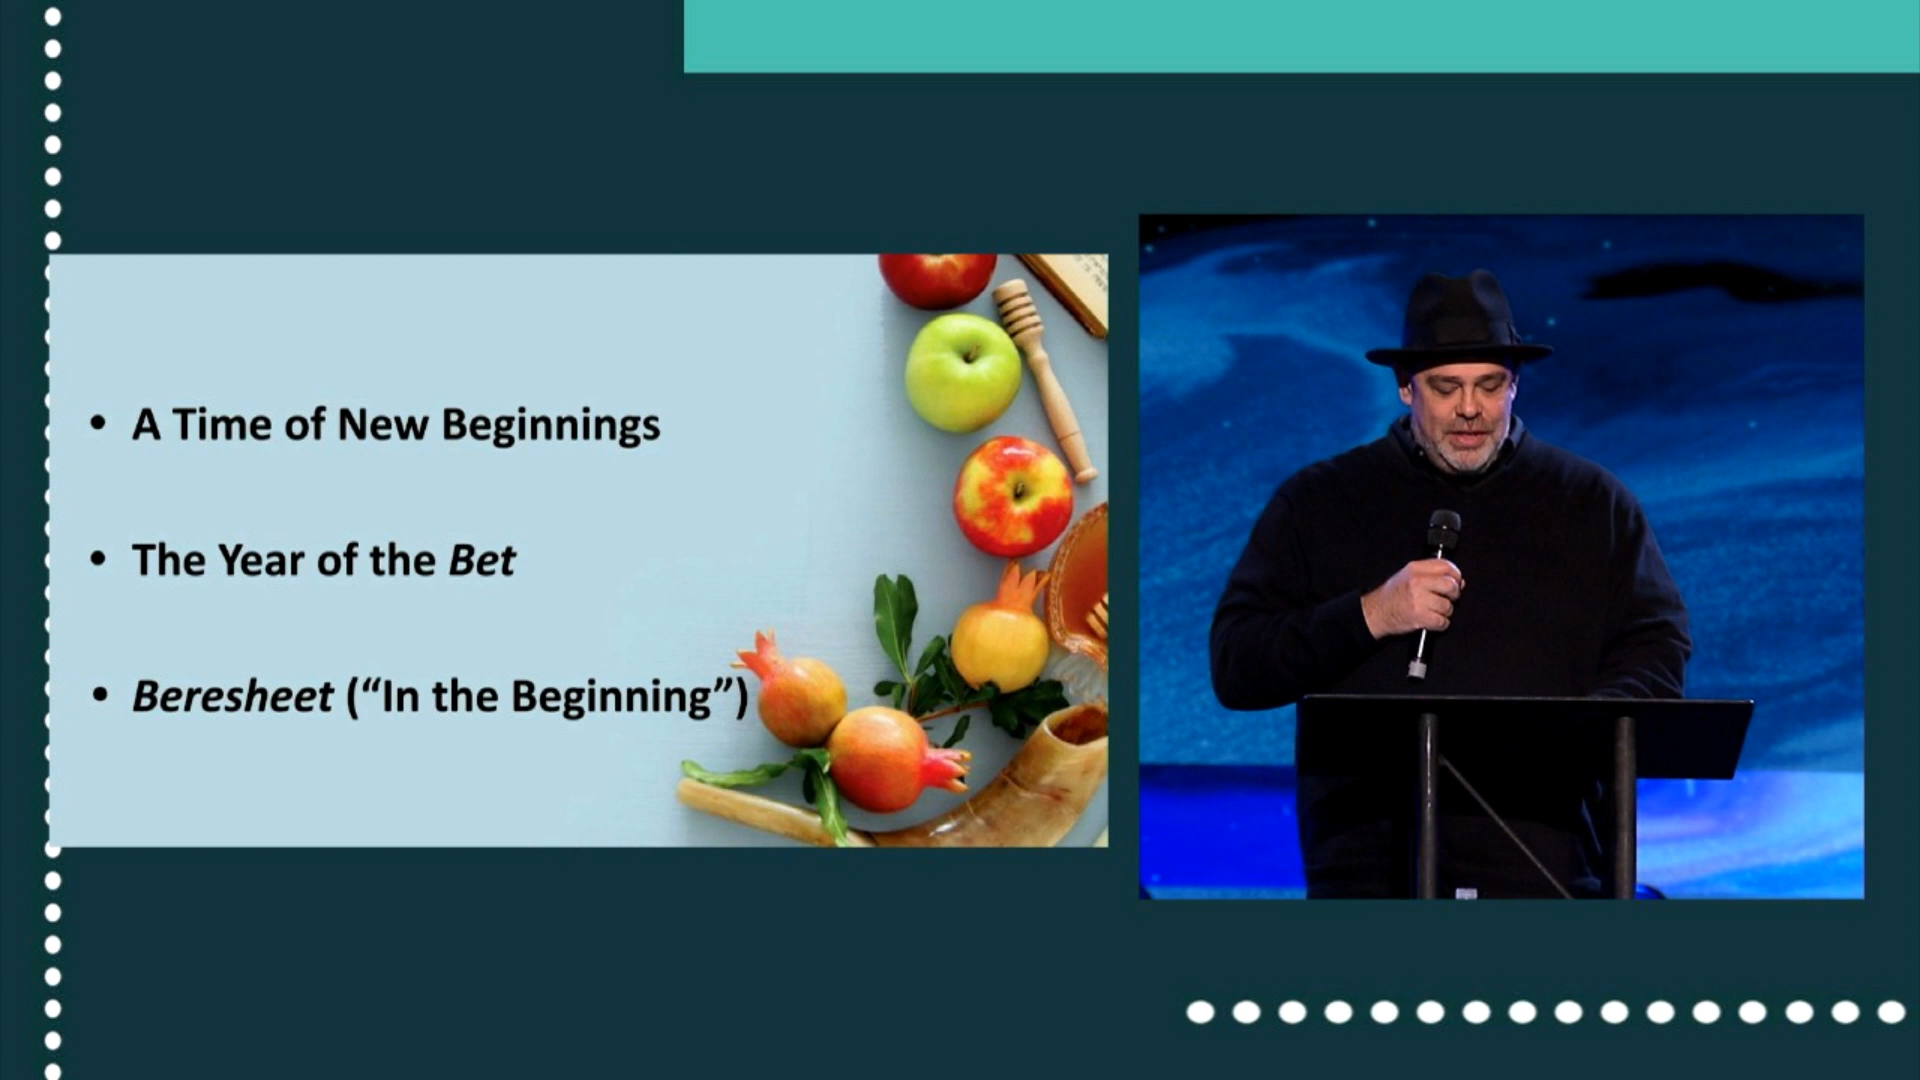 • A Time of New Beginnings
• The Year of the Bet
• Beresheet (“In the Beginning”)